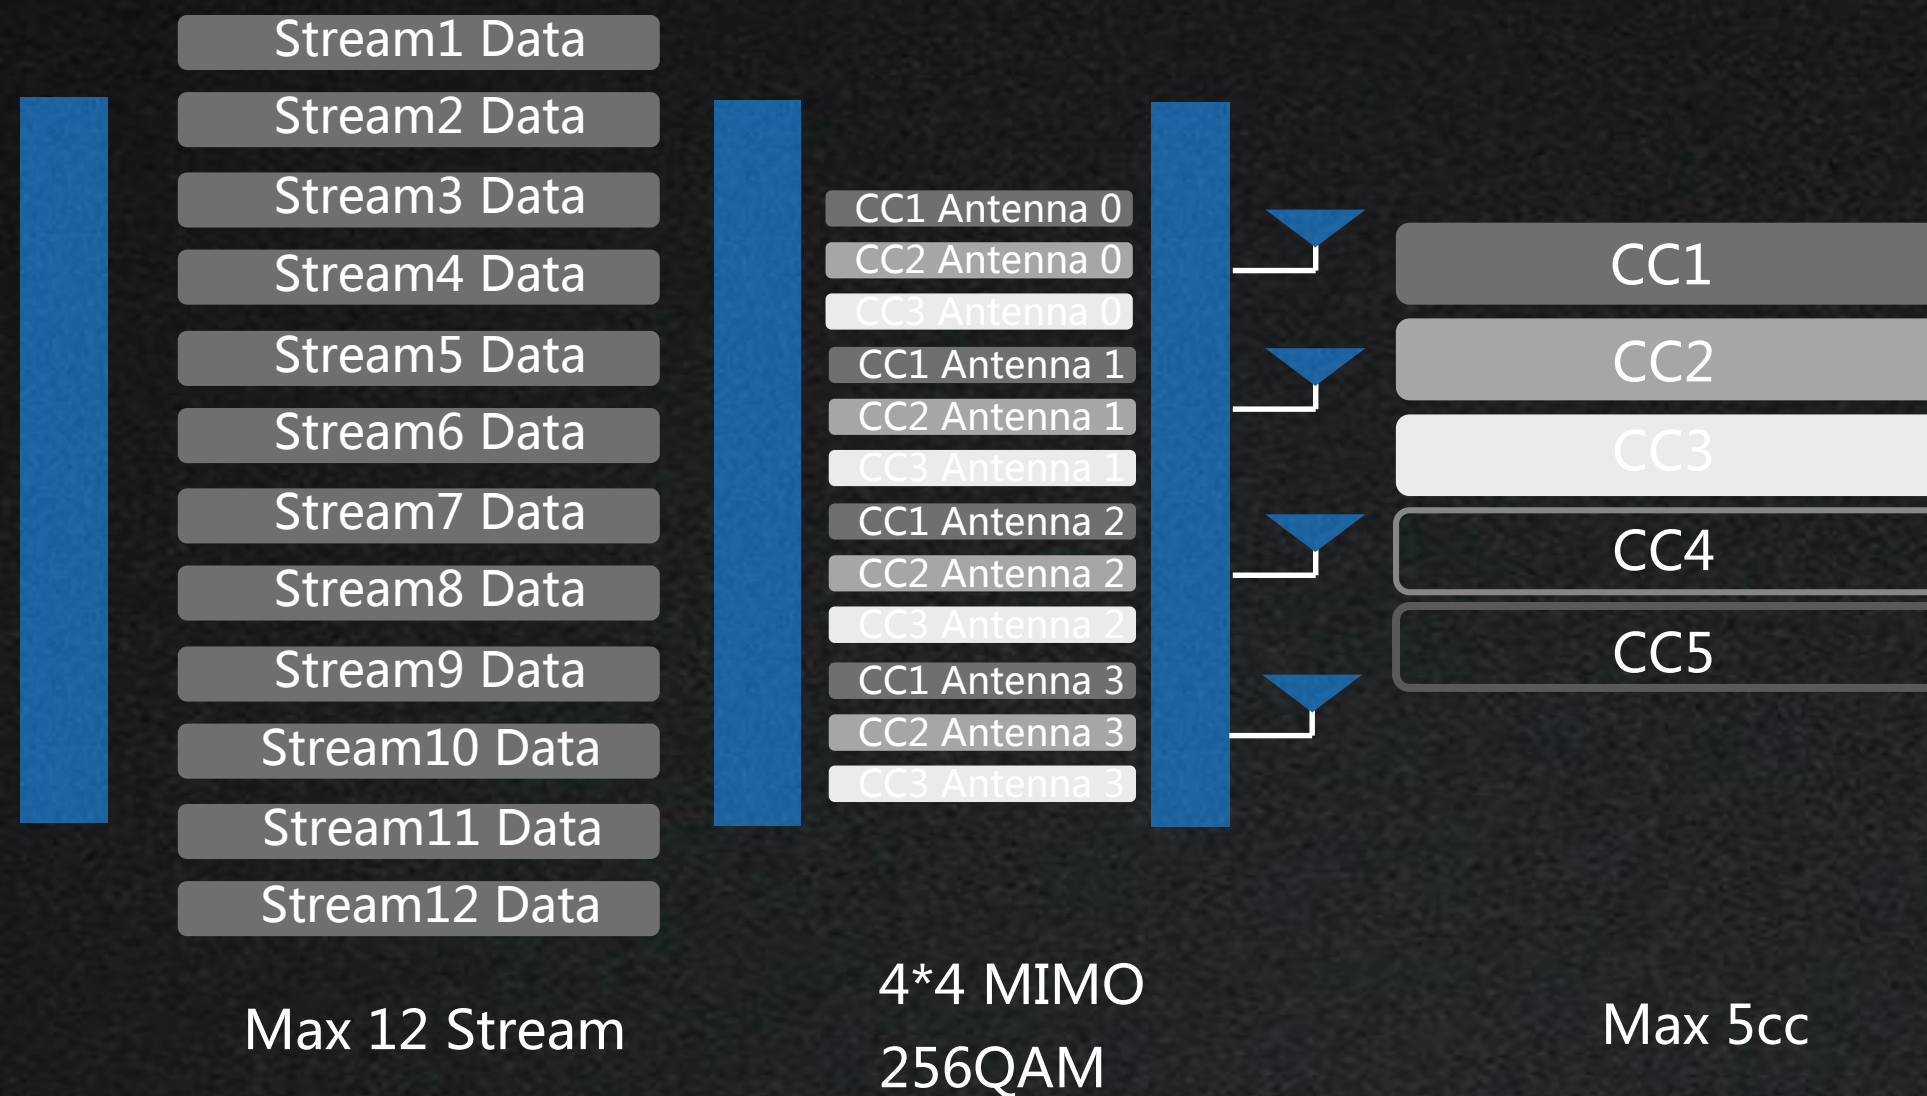 Stream1 Data
Stream2 Data
Stream3 Data
Stream4 Data
Stream5 Data
Stream6 Data
Stream7 Data
Stream8 Data
Stream9 Data
Stream10 Data
Stream11 Data
Stream12 Data
Max 12 Stream
CC1 Antenna 0
CC2 Antenna 0
CC3 Antenna 0
CC1 Antenna 1
CC2 Antenna 1
CC3 Antenna 1
CC1 Antenna 2
CC2 Antenna 2
CC3 Antenna 2
CC1 Antenna 3
CC2 Antenna 3
CC3 Antenna 3
4*4 MIMO
256QAM
CC1
CC2
CC3
CC4
CC5
Max 5cc